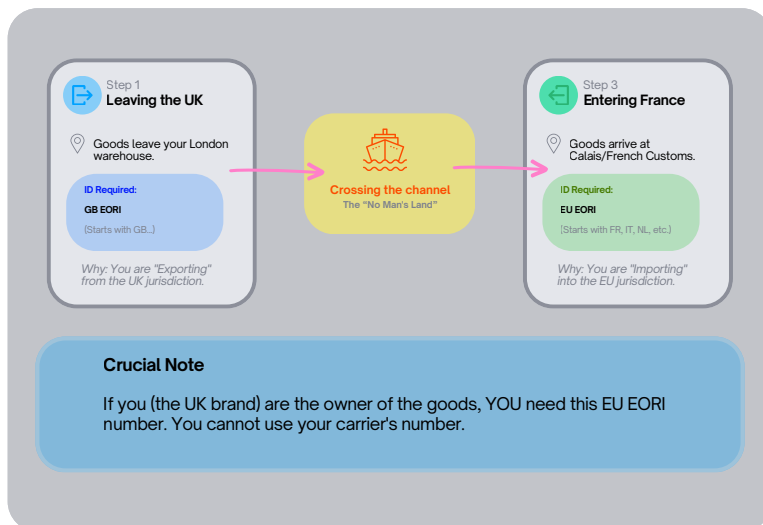 Step 1
Leaving the UK
Goods leave your London
warehouse.
ID Required:
GB EORI
(Starts with GB...)
Why: You are "Exporting"
from the UK jurisdiction.
Crossing the channel
The "No Man's Land"
Step 3
Entering France
Goods arrive at
Calais/French Customs.
ID Required:
EU EORI
(Starts with FR, IT, NL, etc.)
Why: You are "Importing"
into the EU jurisdiction.
Crucial Note
If you (the UK brand) are the owner of the goods, YOU need this EU EORI
number. You cannot use your carrier's number.